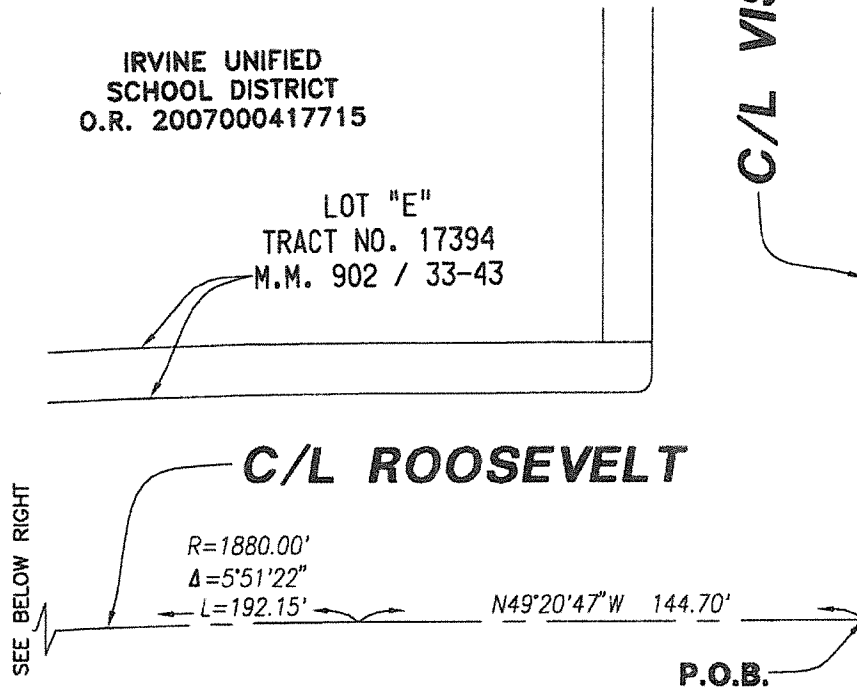 IRVINE UNIFIED
SCHOOL DISTRICT
O.R. 2007000417715
C/L
LOT "E"
TRACT NO. 17394
M.M. 902 / 33-43
C/L ROOSEVELT
SEE BELOW RIGHT
R=1880.00'
Δ=5°51'22"
L=192.15'
N49°20'47"W 144.70'
P.O.B.